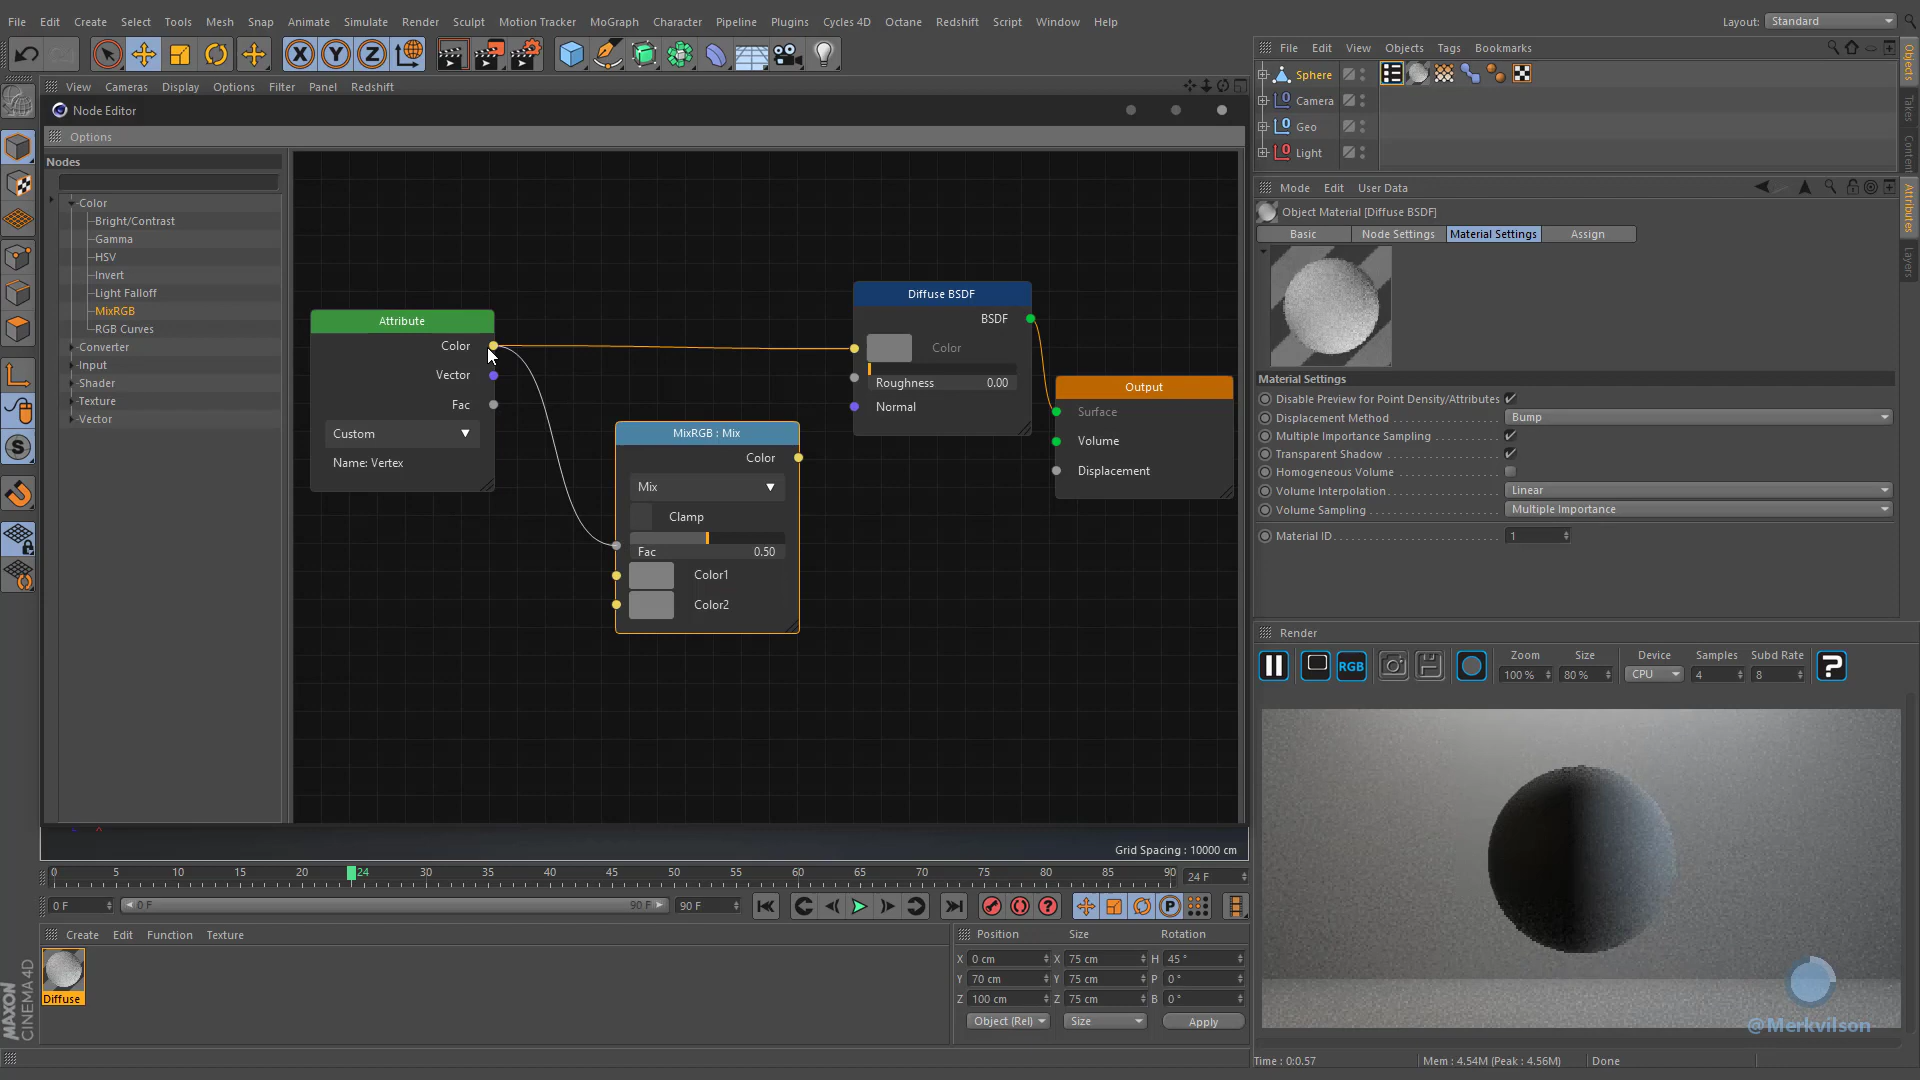 File Edit Create Select Tools Mesh Snap Animate Simulate Render Sculpt Motion Tracker MoGraph Character Pipeline Plugins Cycles 4D Octane Redshift Script Window Help
Layout: Standard
View Cameras Display Options Filter Panel Redshift
Node Editor
Options
Nodes
Color
Bright/Contrast
Gamma
HSV
Invert
Light Falloff
MixRGB
RGB Curves
Converter
Input
Shader
Texture
Vector
Attribute
Color
Vector
Fac
Custom
Name: Vertex
MixRGB : Mix
Color
Mix
Clamp
Fac 0.50
Color1
Color2
Diffuse BSDF
BSDF
Color
Roughness 0.00
Normal
Output
Surface
Volume
Displacement
Grid Spacing : 10000 cm
0 5 10 15 20 24 30 35 40 45 50 55 60 65 70 75 80 85 90
24 F
0 F
0 F
90 F
90 F
Create Edit Function Texture
Diffuse
MAXON
CINEMA 4D
Position Size Rotation
X 0 cm X 75 cm H 45 °
Y 70 cm Y 75 cm P 0 °
Z 100 cm Z 75 cm B 0 °
Object (Rel) Size Apply
File Edit View Objects Tags Bookmarks
Sphere
Camera
Geo
Light
Objects
Takes
Content
Attributes
Layers
Mode Edit User Data
Object Material [Diffuse BSDF]
Basic Node Settings Material Settings Assign
Material Settings
Disable Preview for Point Density/Attributes
Displacement Method Bump
Multiple Importance Sampling
Transparent Shadow
Homogeneous Volume
Volume Interpolation Linear
Volume Sampling Multiple Importance
Material ID 1
Render
RGB
Zoom Size Device Samples Subd Rate
100 % 80 % CPU 4 8
@Merkvilson
Time : 0:0.57
Mem : 4.54M (Peak : 4.56M)
Done